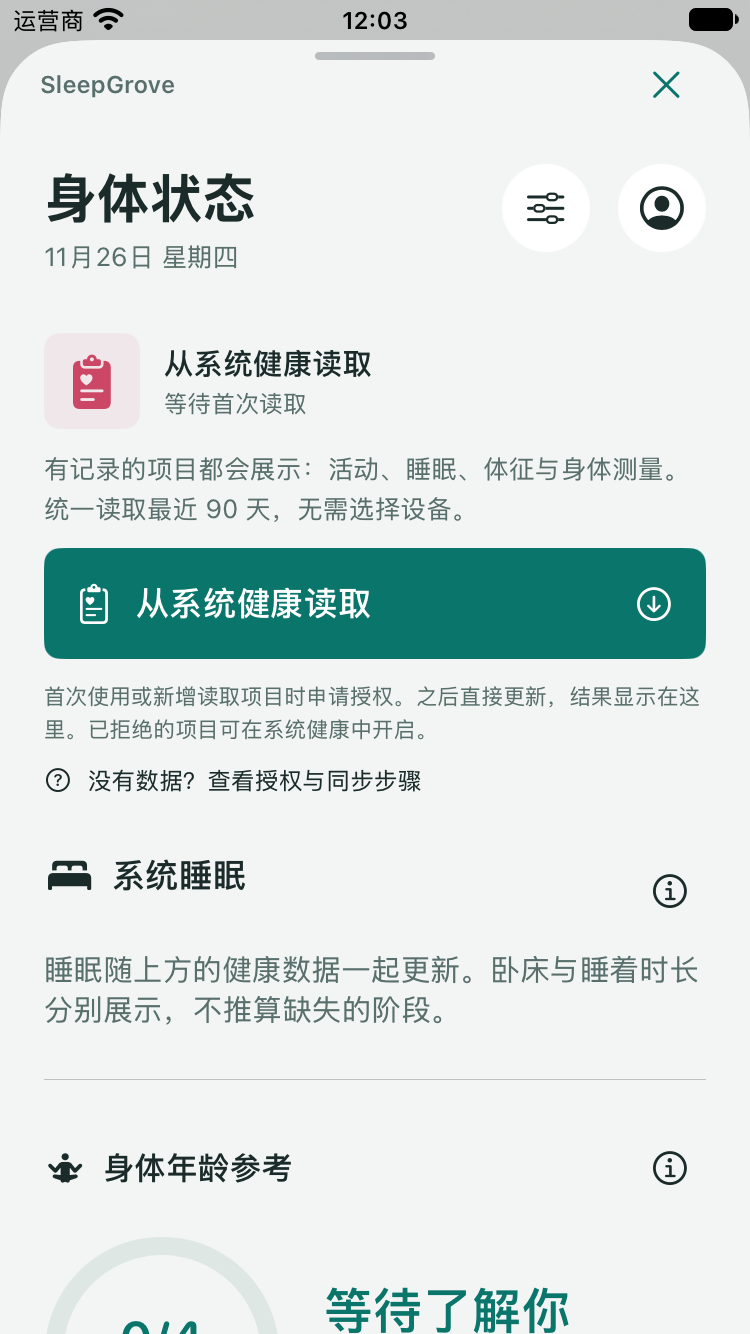 运营商
12:03
SleepGrove
身体状态
11月26日 星期四
从系统健康读取
等待首次读取
有记录的项目都会展示：活动、睡眠、体征与身体测量。
统一读取最近 90 天，无需选择设备。
从系统健康读取
首次使用或新增读取项目时申请授权。之后直接更新，结果显示在这
里。已拒绝的项目可在系统健康中开启。
没有数据？查看授权与同步步骤
系统睡眠
睡眠随上方的健康数据一起更新。卧床与睡着时长
分别展示，不推算缺失的阶段。
身体年龄参考
等待了解你